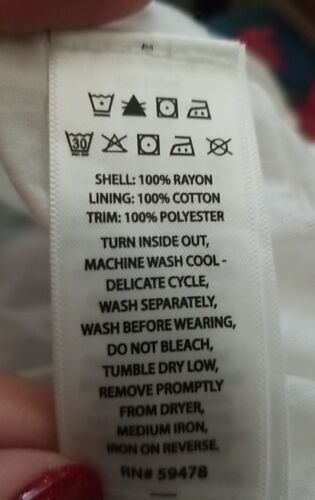 30
SHELL: 100% RAYON
LINING: 100% COTTON
TRIM: 100% POLYESTER
TURN INSIDE OUT,
MACHINE WASH COOL -
DELICATE CYCLE,
WASH SEPARATELY,
WASH BEFORE WEARING,
DO NOT BLEACH,
TUMBLE DRY LOW,
REMOVE PROMPTLY
FROM DRYER,
MEDIUM IRON,
IRON ON REVERSE.
RN# 59478